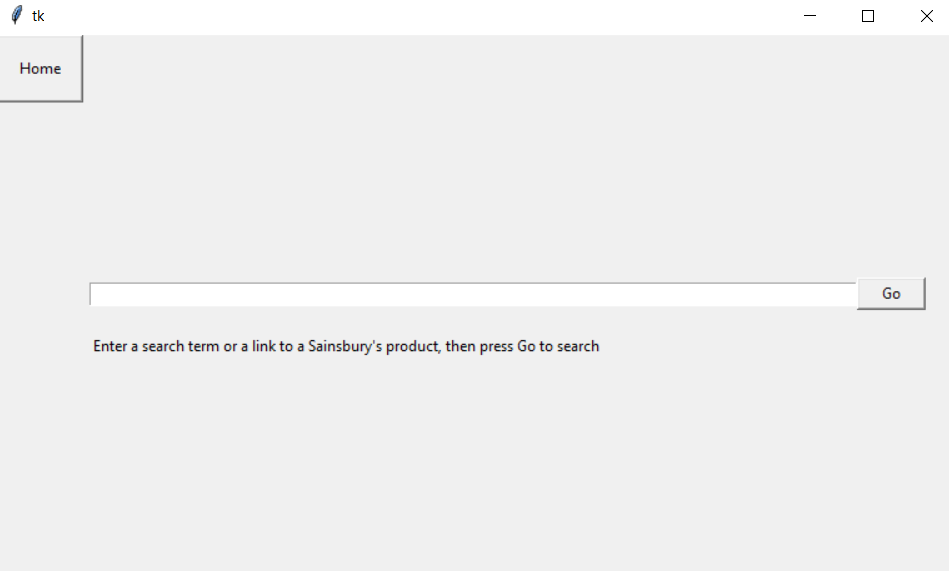 tk
Home
Go
Enter a search term or a link to a Sainsbury's product, then press Go to search